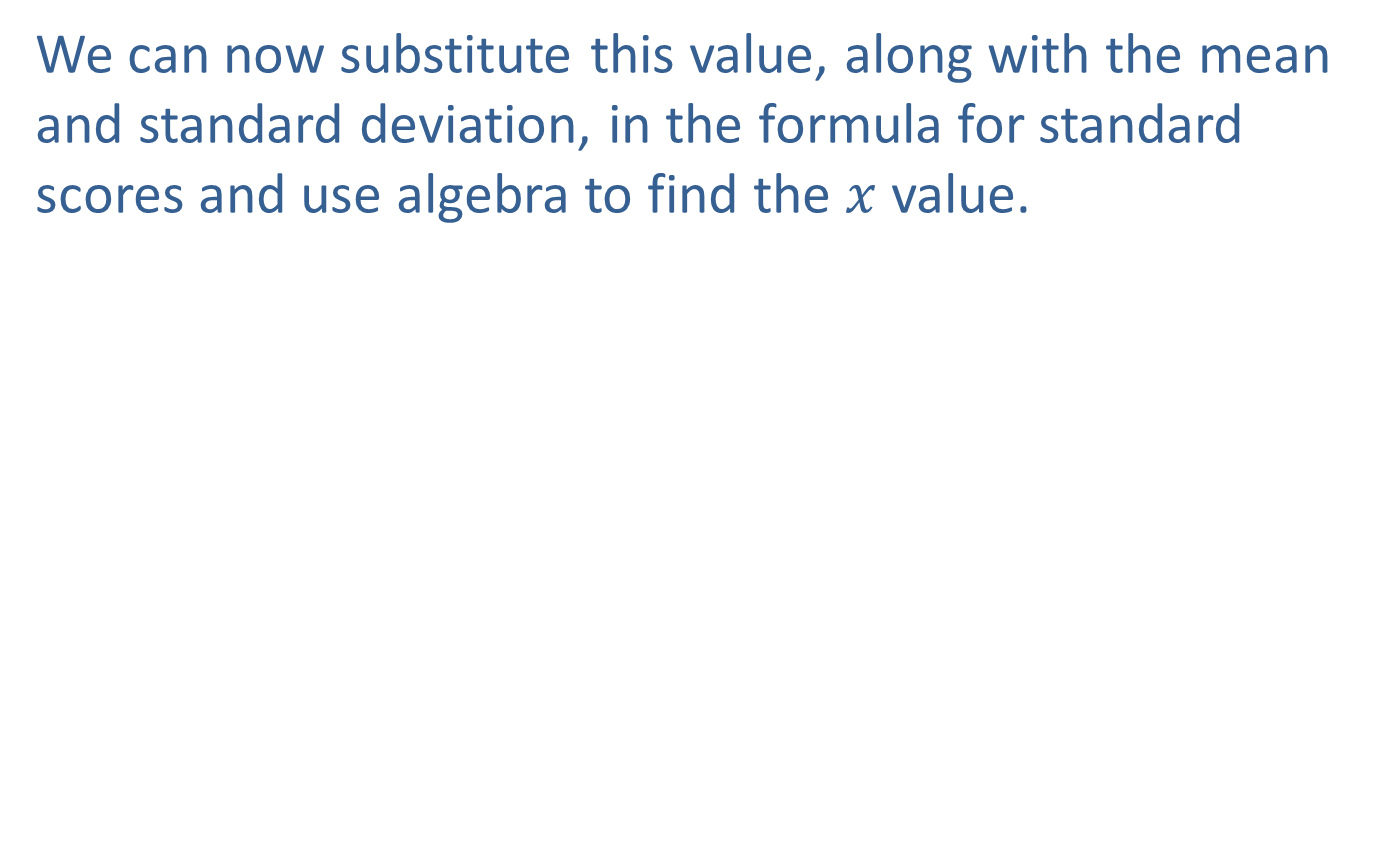 We can now substitute this value, along with the mean
and standard deviation, in the formula for standard
scores and use algebra to find the 𝑥 value.